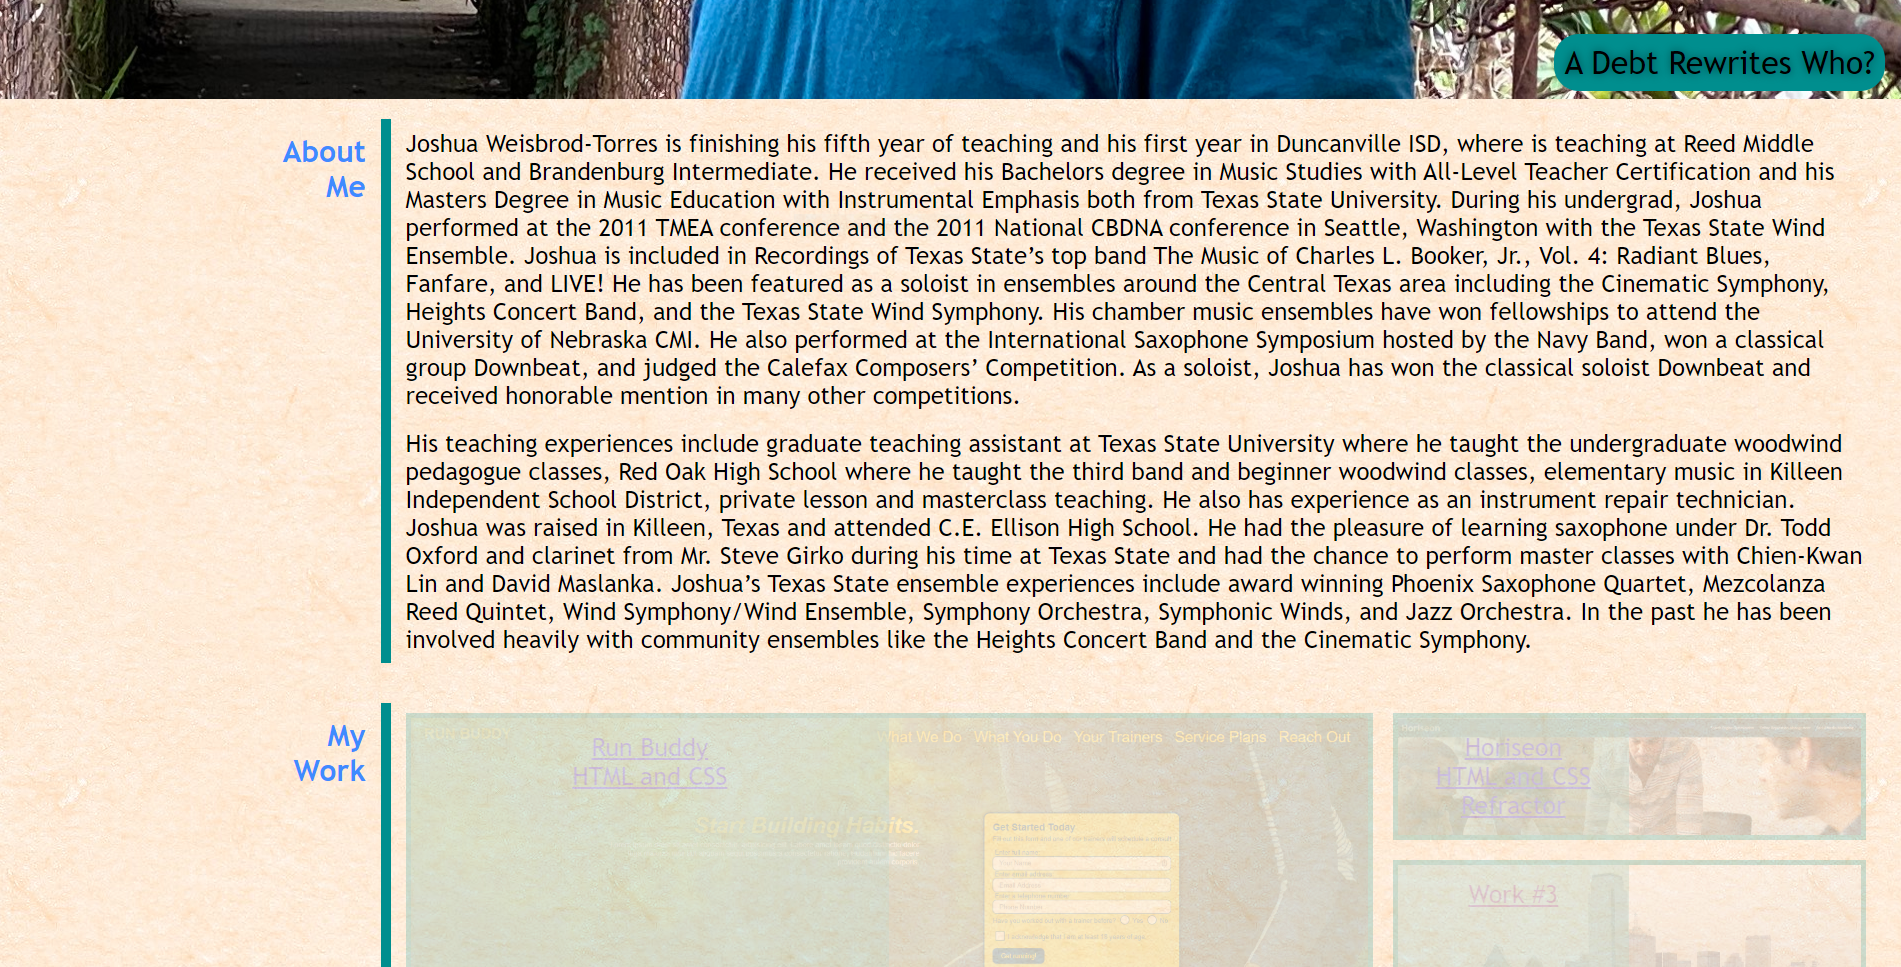 A Debt Rewrites Who?
About
Me
Joshua Weisbrod-Torres is finishing his fifth year of teaching and his first year in Duncanville ISD, where is teaching at Reed Middle
School and Brandenburg Intermediate. He received his Bachelors degree in Music Studies with All-Level Teacher Certification and his
Masters Degree in Music Education with Instrumental Emphasis both from Texas State University. During his undergrad, Joshua
performed at the 2011 TMEA conference and the 2011 National CBDNA conference in Seattle, Washington with the Texas State Wind
Ensemble. Joshua is included in Recordings of Texas State’s top band The Music of Charles L. Booker, Jr., Vol. 4: Radiant Blues,
Fanfare, and LIVE! He has been featured as a soloist in ensembles around the Central Texas area including the Cinematic Symphony,
Heights Concert Band, and the Texas State Wind Symphony. His chamber music ensembles have won fellowships to attend the
University of Nebraska CMI. He also performed at the International Saxophone Symposium hosted by the Navy Band, won a classical
group Downbeat, and judged the Calefax Composers’ Competition. As a soloist, Joshua has won the classical soloist Downbeat and
received honorable mention in many other competitions.
His teaching experiences include graduate teaching assistant at Texas State University where he taught the undergraduate woodwind
pedagogue classes, Red Oak High School where he taught the third band and beginner woodwind classes, elementary music in Killeen
Independent School District, private lesson and masterclass teaching. He also has experience as an instrument repair technician.
Joshua was raised in Killeen, Texas and attended C.E. Ellison High School. He had the pleasure of learning saxophone under Dr. Todd
Oxford and clarinet from Mr. Steve Girko during his time at Texas State and had the chance to perform master classes with Chien-Kwan
Lin and David Maslanka. Joshua’s Texas State ensemble experiences include award winning Phoenix Saxophone Quartet, Mezcolanza
Reed Quintet, Wind Symphony/Wind Ensemble, Symphony Orchestra, Symphonic Winds, and Jazz Orchestra. In the past he has been
involved heavily with community ensembles like the Heights Concert Band and the Cinematic Symphony.
My
Work
RUN BUDDY
What We Do What You Do Your Trainers Service Plans Reach Out
Run Buddy
HTML and CSS
Start Building Habits.
Get Started Today
Horiseon
HTML and CSS
Refractor
Work #3